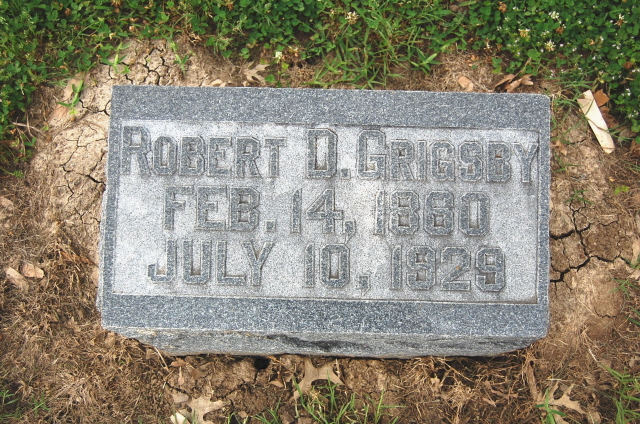 ROBERT D. GRIGSBY
FEB. 14, 1860
JULY 10, 1929